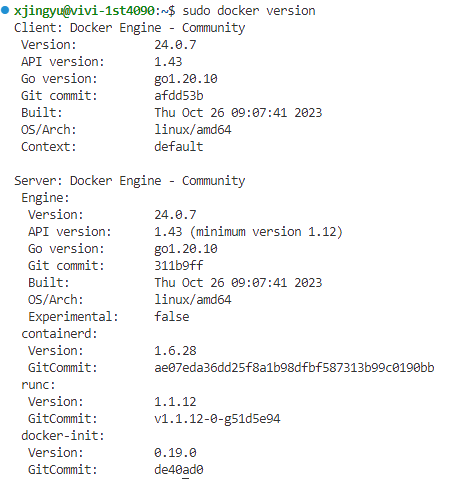 xjingyu@vivi-1st4090:~$ sudo docker version
Client: Docker Engine - Community
 Version:           24.0.7
 API version:       1.43
 Go version:        go1.20.10
 Git commit:        afdd53b
 Built:             Thu Oct 26 09:07:41 2023
 OS/Arch:           linux/amd64
 Context:           default

Server: Docker Engine - Community
 Engine:
  Version:          24.0.7
  API version:      1.43 (minimum version 1.12)
  Go version:       go1.20.10
  Git commit:       311b9ff
  Built:            Thu Oct 26 09:07:41 2023
  OS/Arch:          linux/amd64
  Experimental:     false
 containerd:
  Version:          1.6.28
  GitCommit:        ae07eda36dd25f8a1b98dfbf587313b99c0190bb
 runc:
  Version:          1.1.12
  GitCommit:        v1.1.12-0-g51d5e94
 docker-init:
  Version:          0.19.0
  GitCommit:        de40ad0